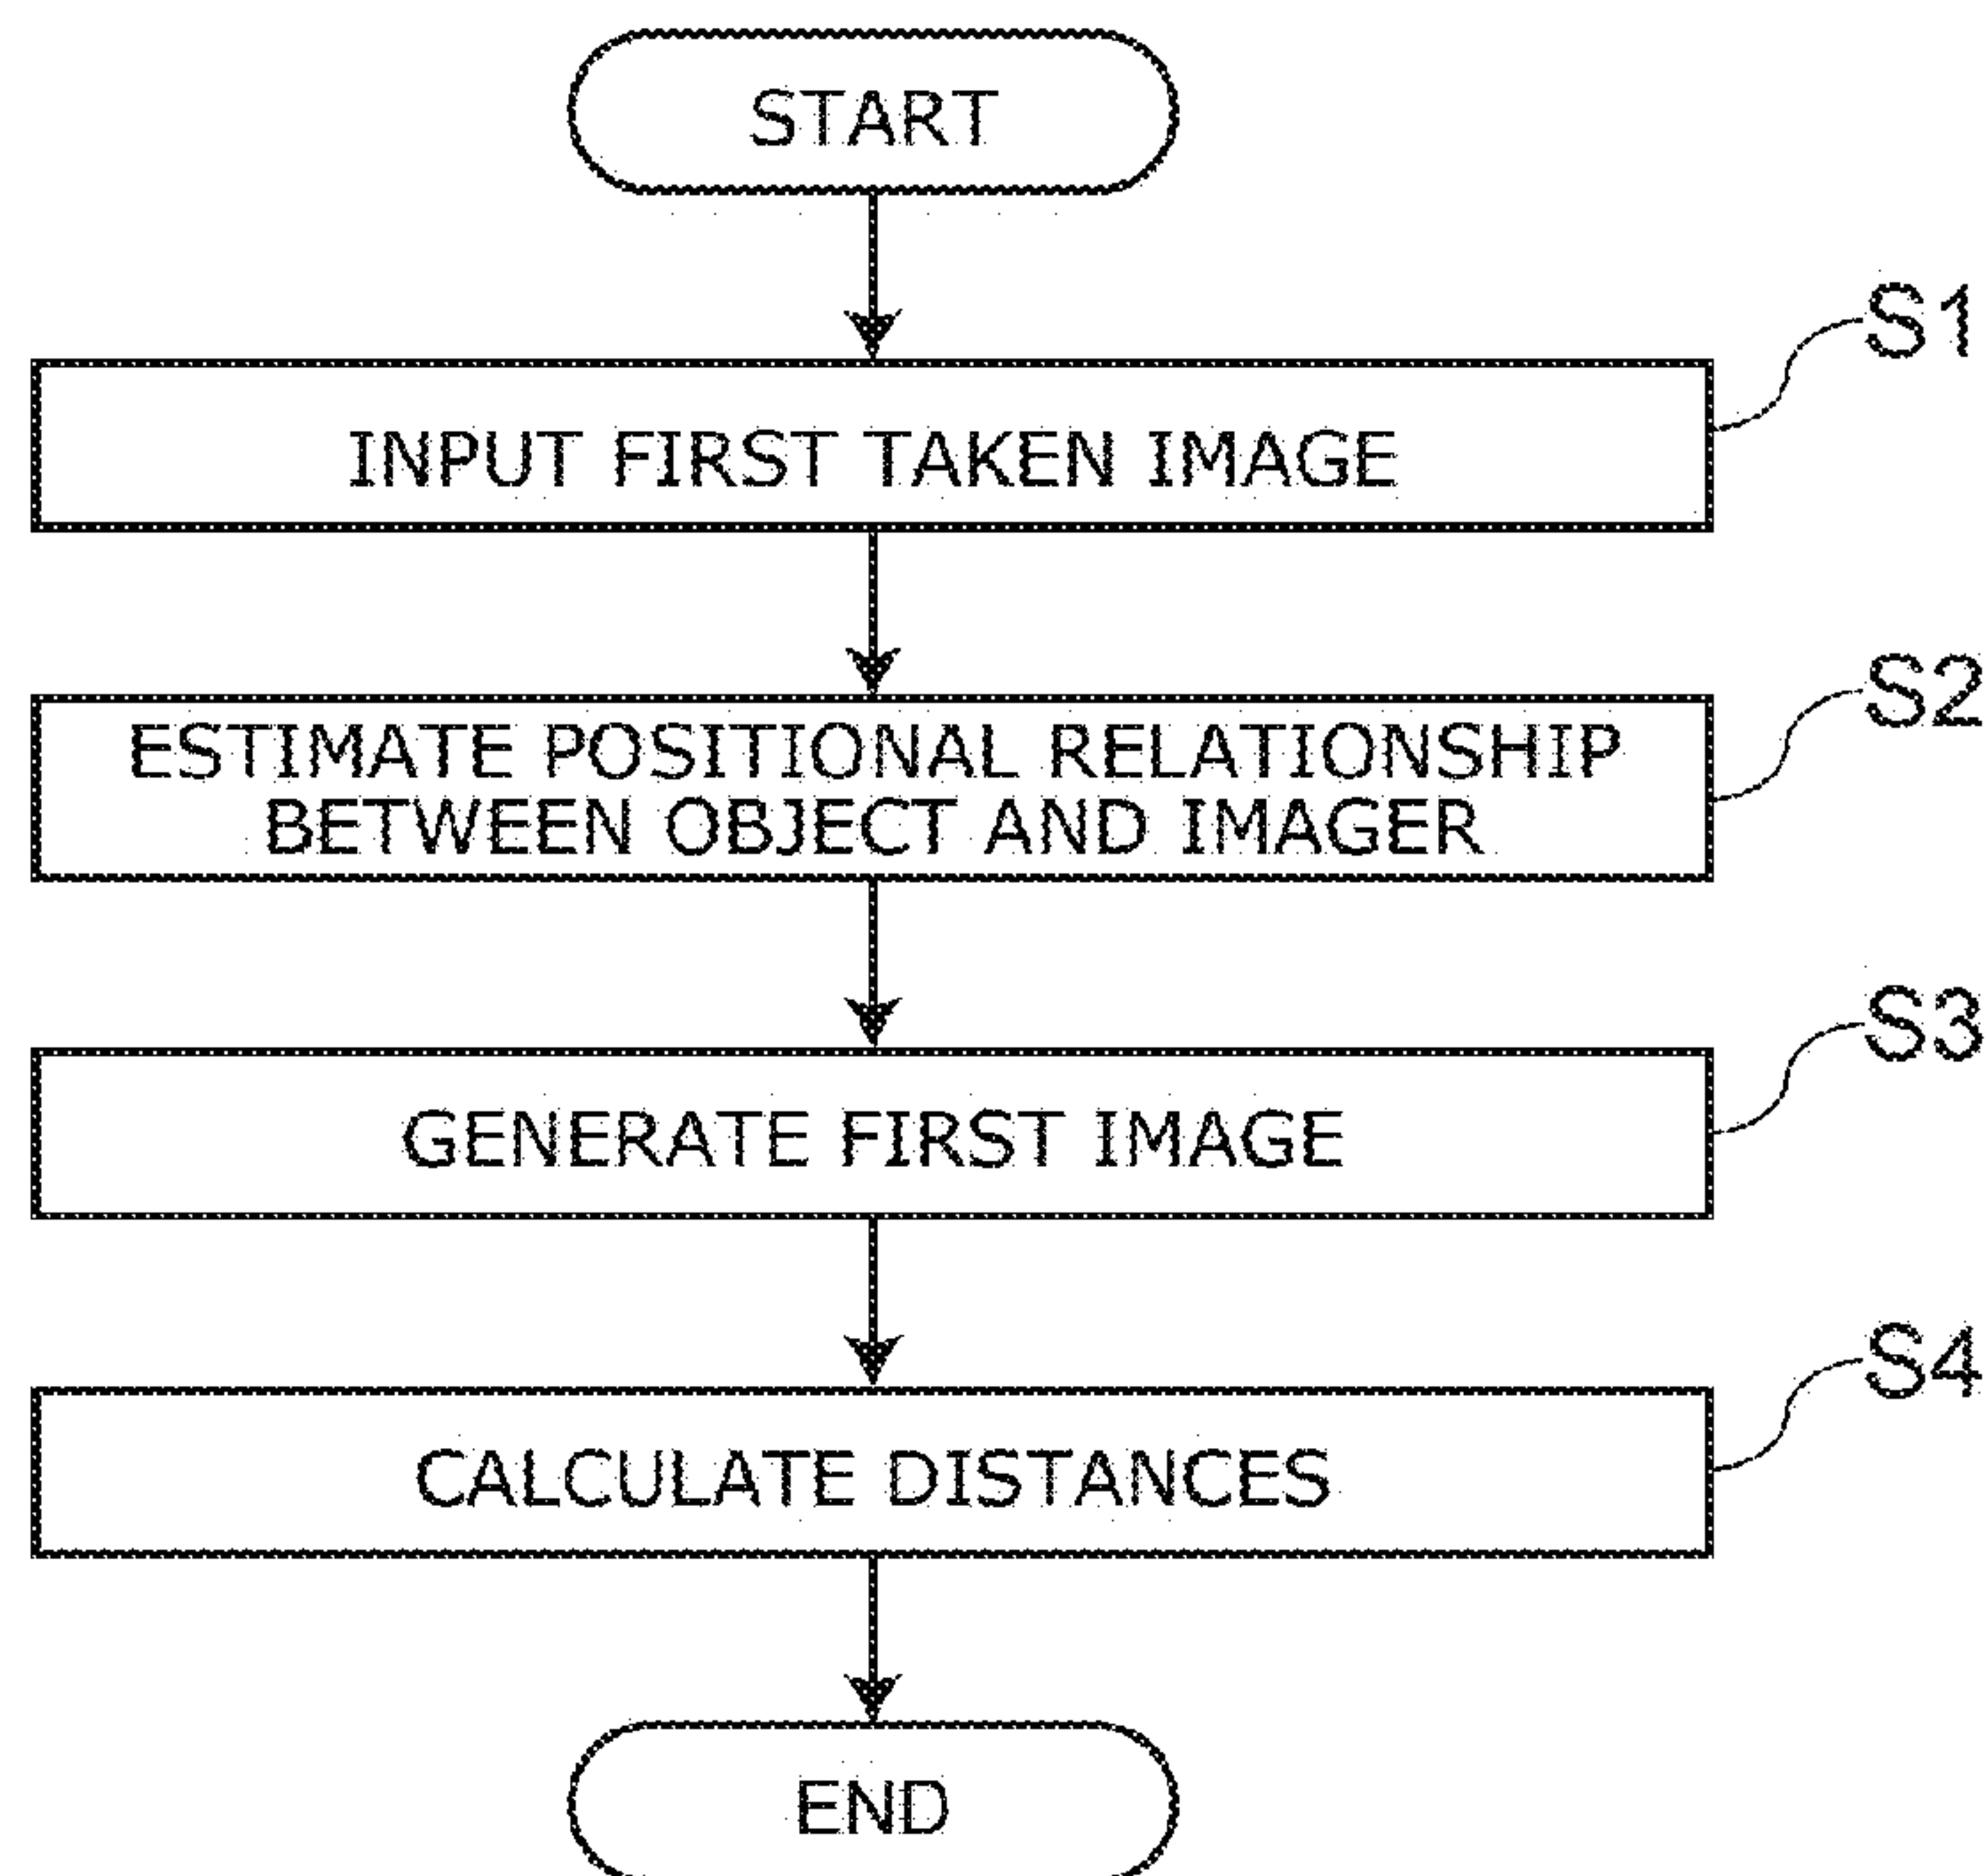 START
S1
INPUT FIRST TAKEN IMAGE
S2
ESTIMATE POSITIONAL RELATIONSHIP
BETWEEN OBJECT AND IMAGER
S3
GENERATE FIRST IMAGE
S4
CALCULATE DISTANCES
END